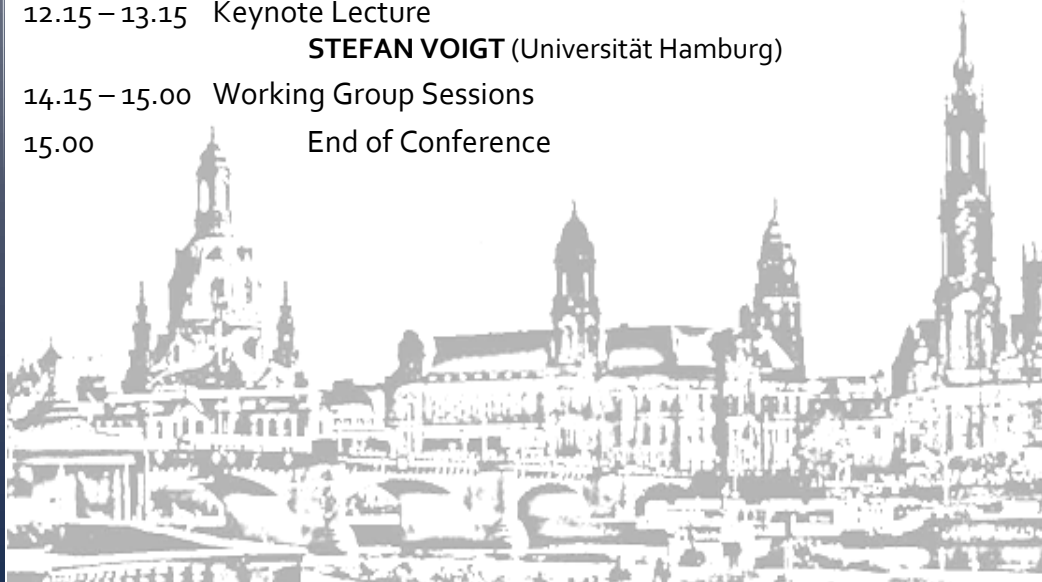 12.15 – 13.15 Keynote Lecture
STEFAN VOIGT (Universität Hamburg)
14.15 – 15.00 Working Group Sessions
15.00 End of Conference